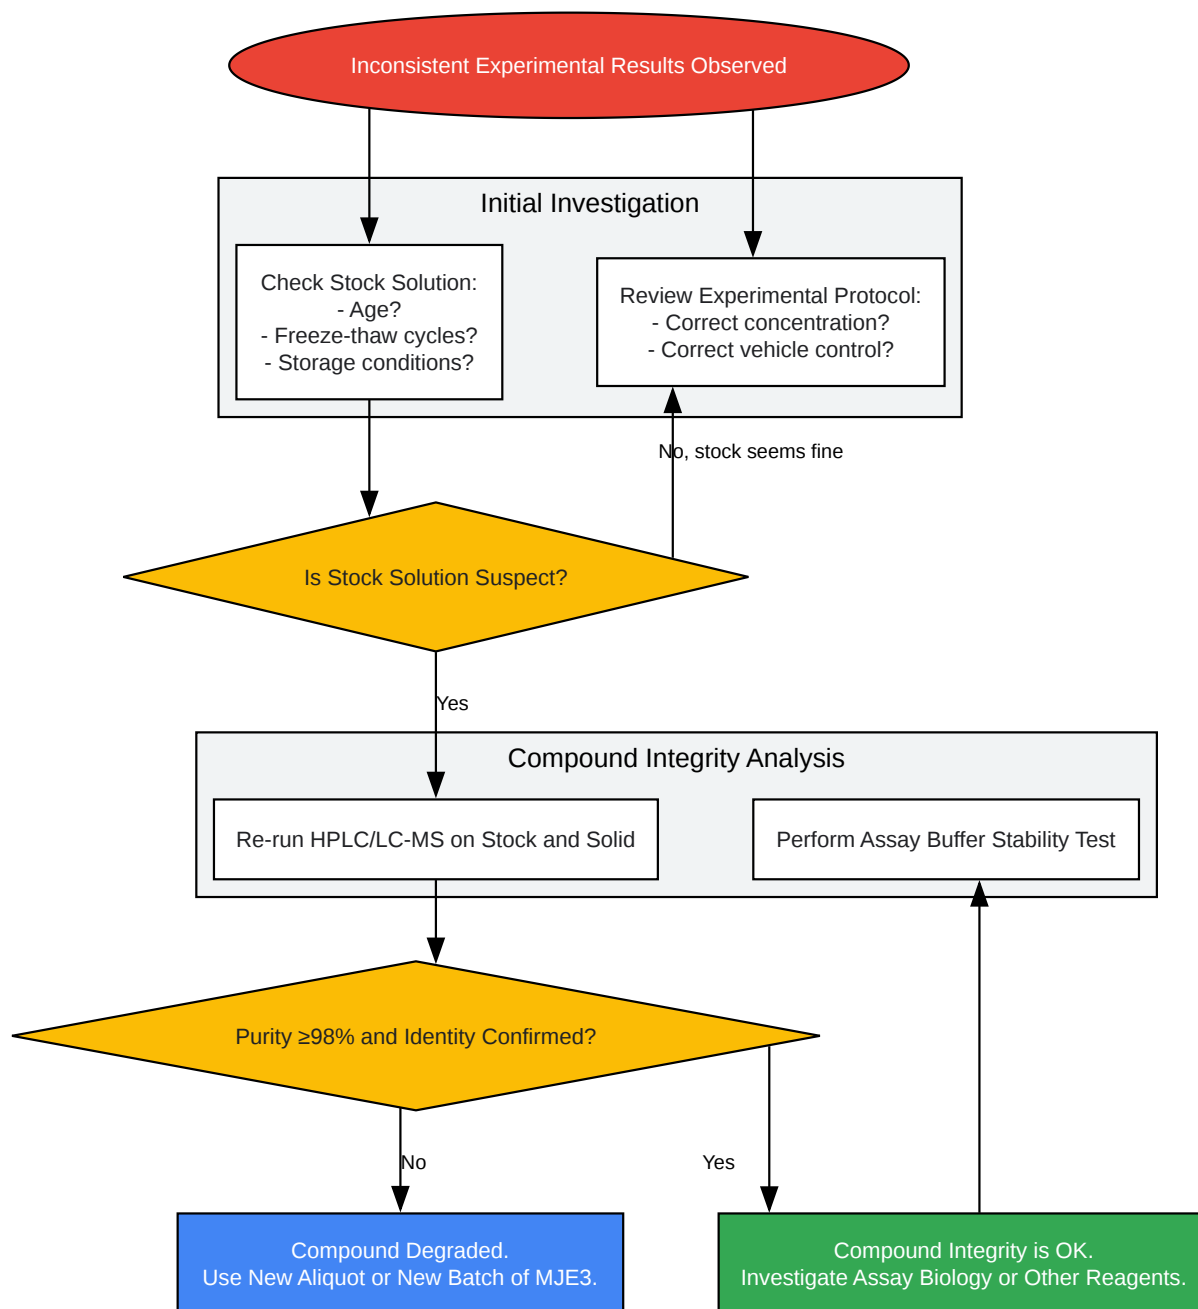 Inconsistent Experimental Results Observed
Initial Investigation
Check Stock Solution:
- Age?
- Freeze-thaw cycles?
- Storage conditions?
Review Experimental Protocol:
- Correct concentration?
- Correct vehicle control?
No, stock seems fine
Is Stock Solution Suspect?
Yes
Compound Integrity Analysis
Re-run HPLC/LC-MS on Stock and Solid
Perform Assay Buffer Stability Test
Purity ≥98% and Identity Confirmed?
No
Yes
Compound Degraded.
Use New Aliquot or New Batch of MJE3.
Compound Integrity is OK.
Investigate Assay Biology or Other Reagents.